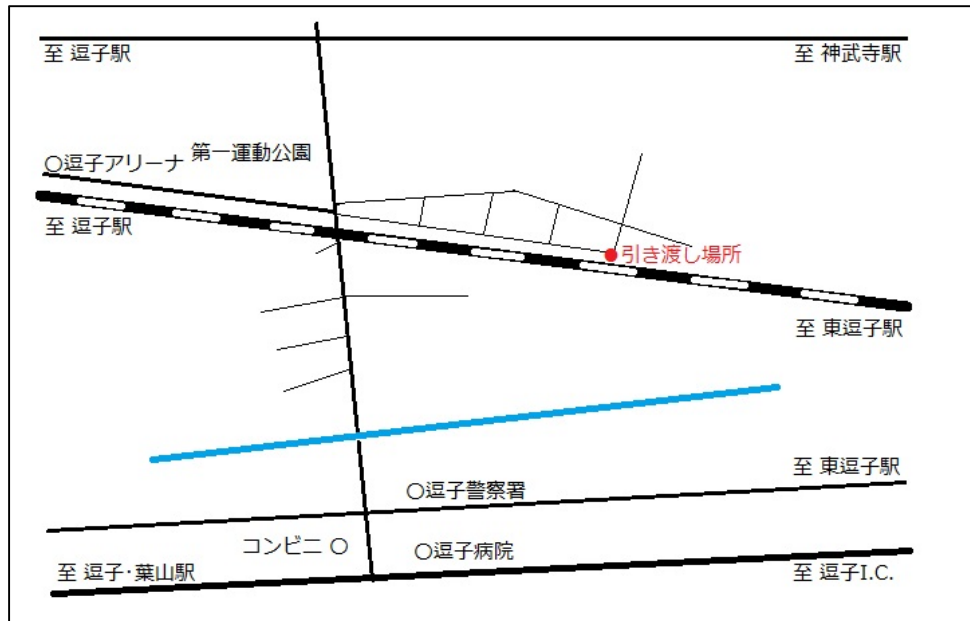 至 逗子駅
至 神武寺駅
第一運動公園
○逗子アリーナ
至 逗子駅
引き渡し場所
至 東逗子駅
至 東逗子駅
○逗子警察署
コンビニ ○
○逗子病院
至 逗子・葉山駅
至 逗子I.C.